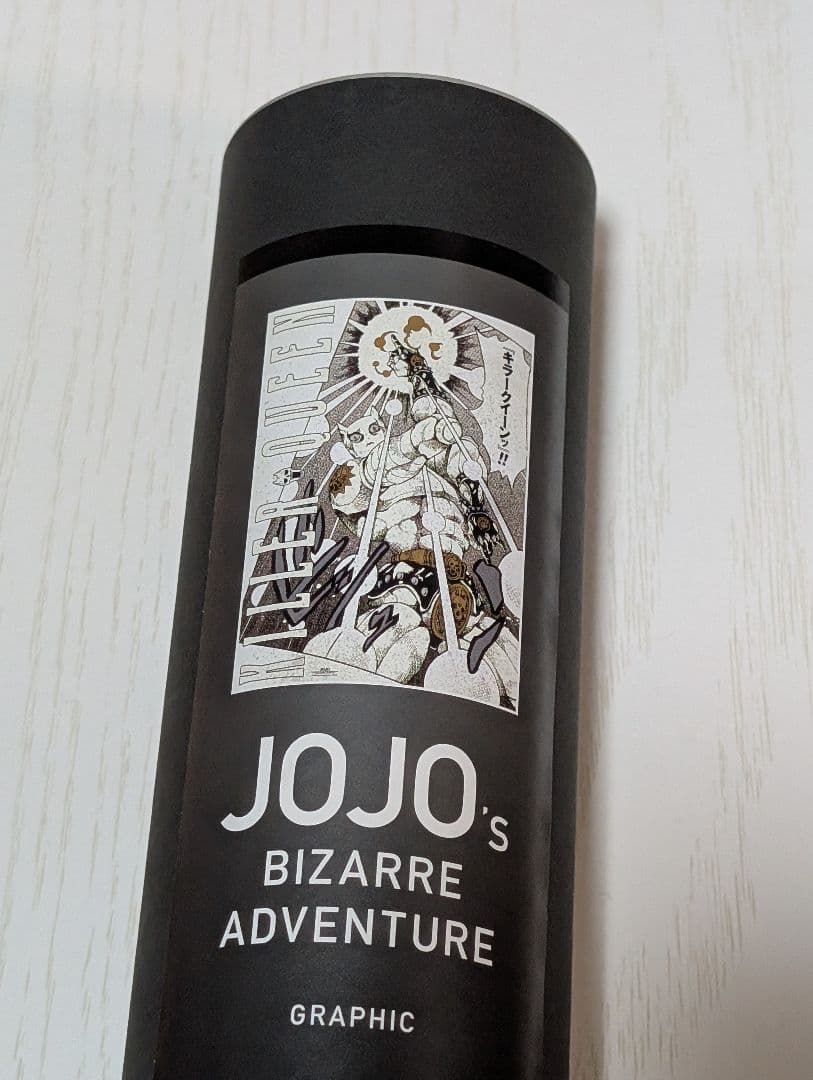 KILLER QUEEN
キラークイーンッ!!
JOJO's
BIZARRE
ADVENTURE
GRAPHIC